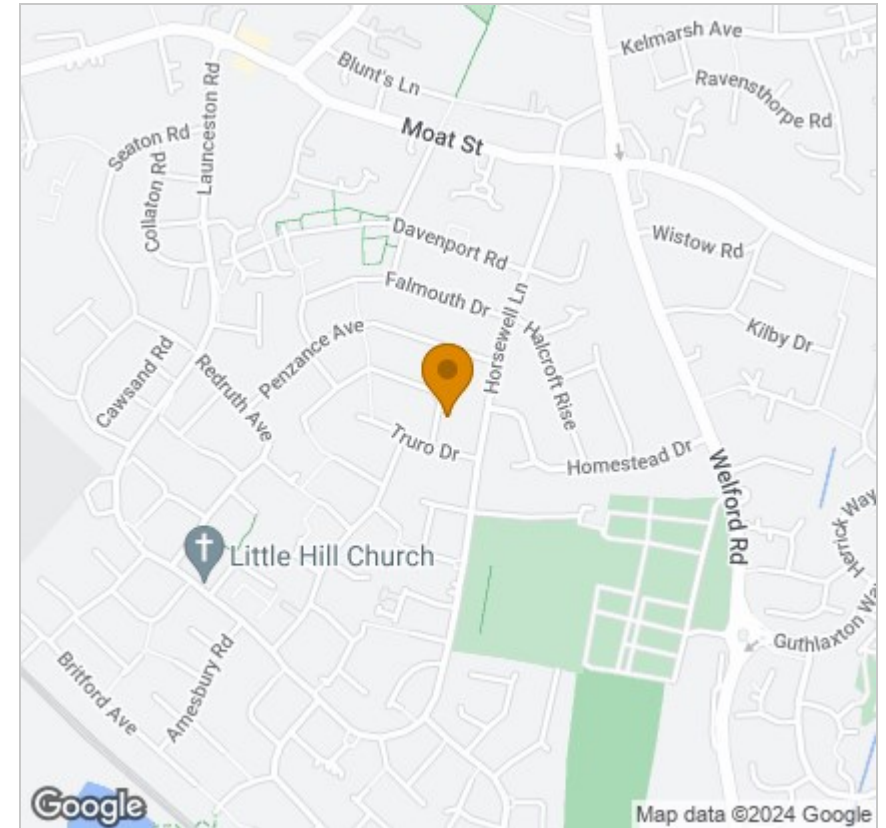 Kelmarsh Ave
Blunt's Ln
Ravensthorpe Rd
Launceston Rd
Moat St
Seaton Rd
Collaton Rd
Davenport Rd
Wistow Rd
Falmouth Dr
Horsewell Ln
Halcroft Rise
Kilby Dr
Penzance Ave
Cawsand Rd
Redruth Ave
Truro Dr
Homestead Dr
Welford Rd
Herrick Way
Little Hill Church
Guthlaxton Way
Amesbury Rd
Britford Ave
Google
Map data ©2024 Google